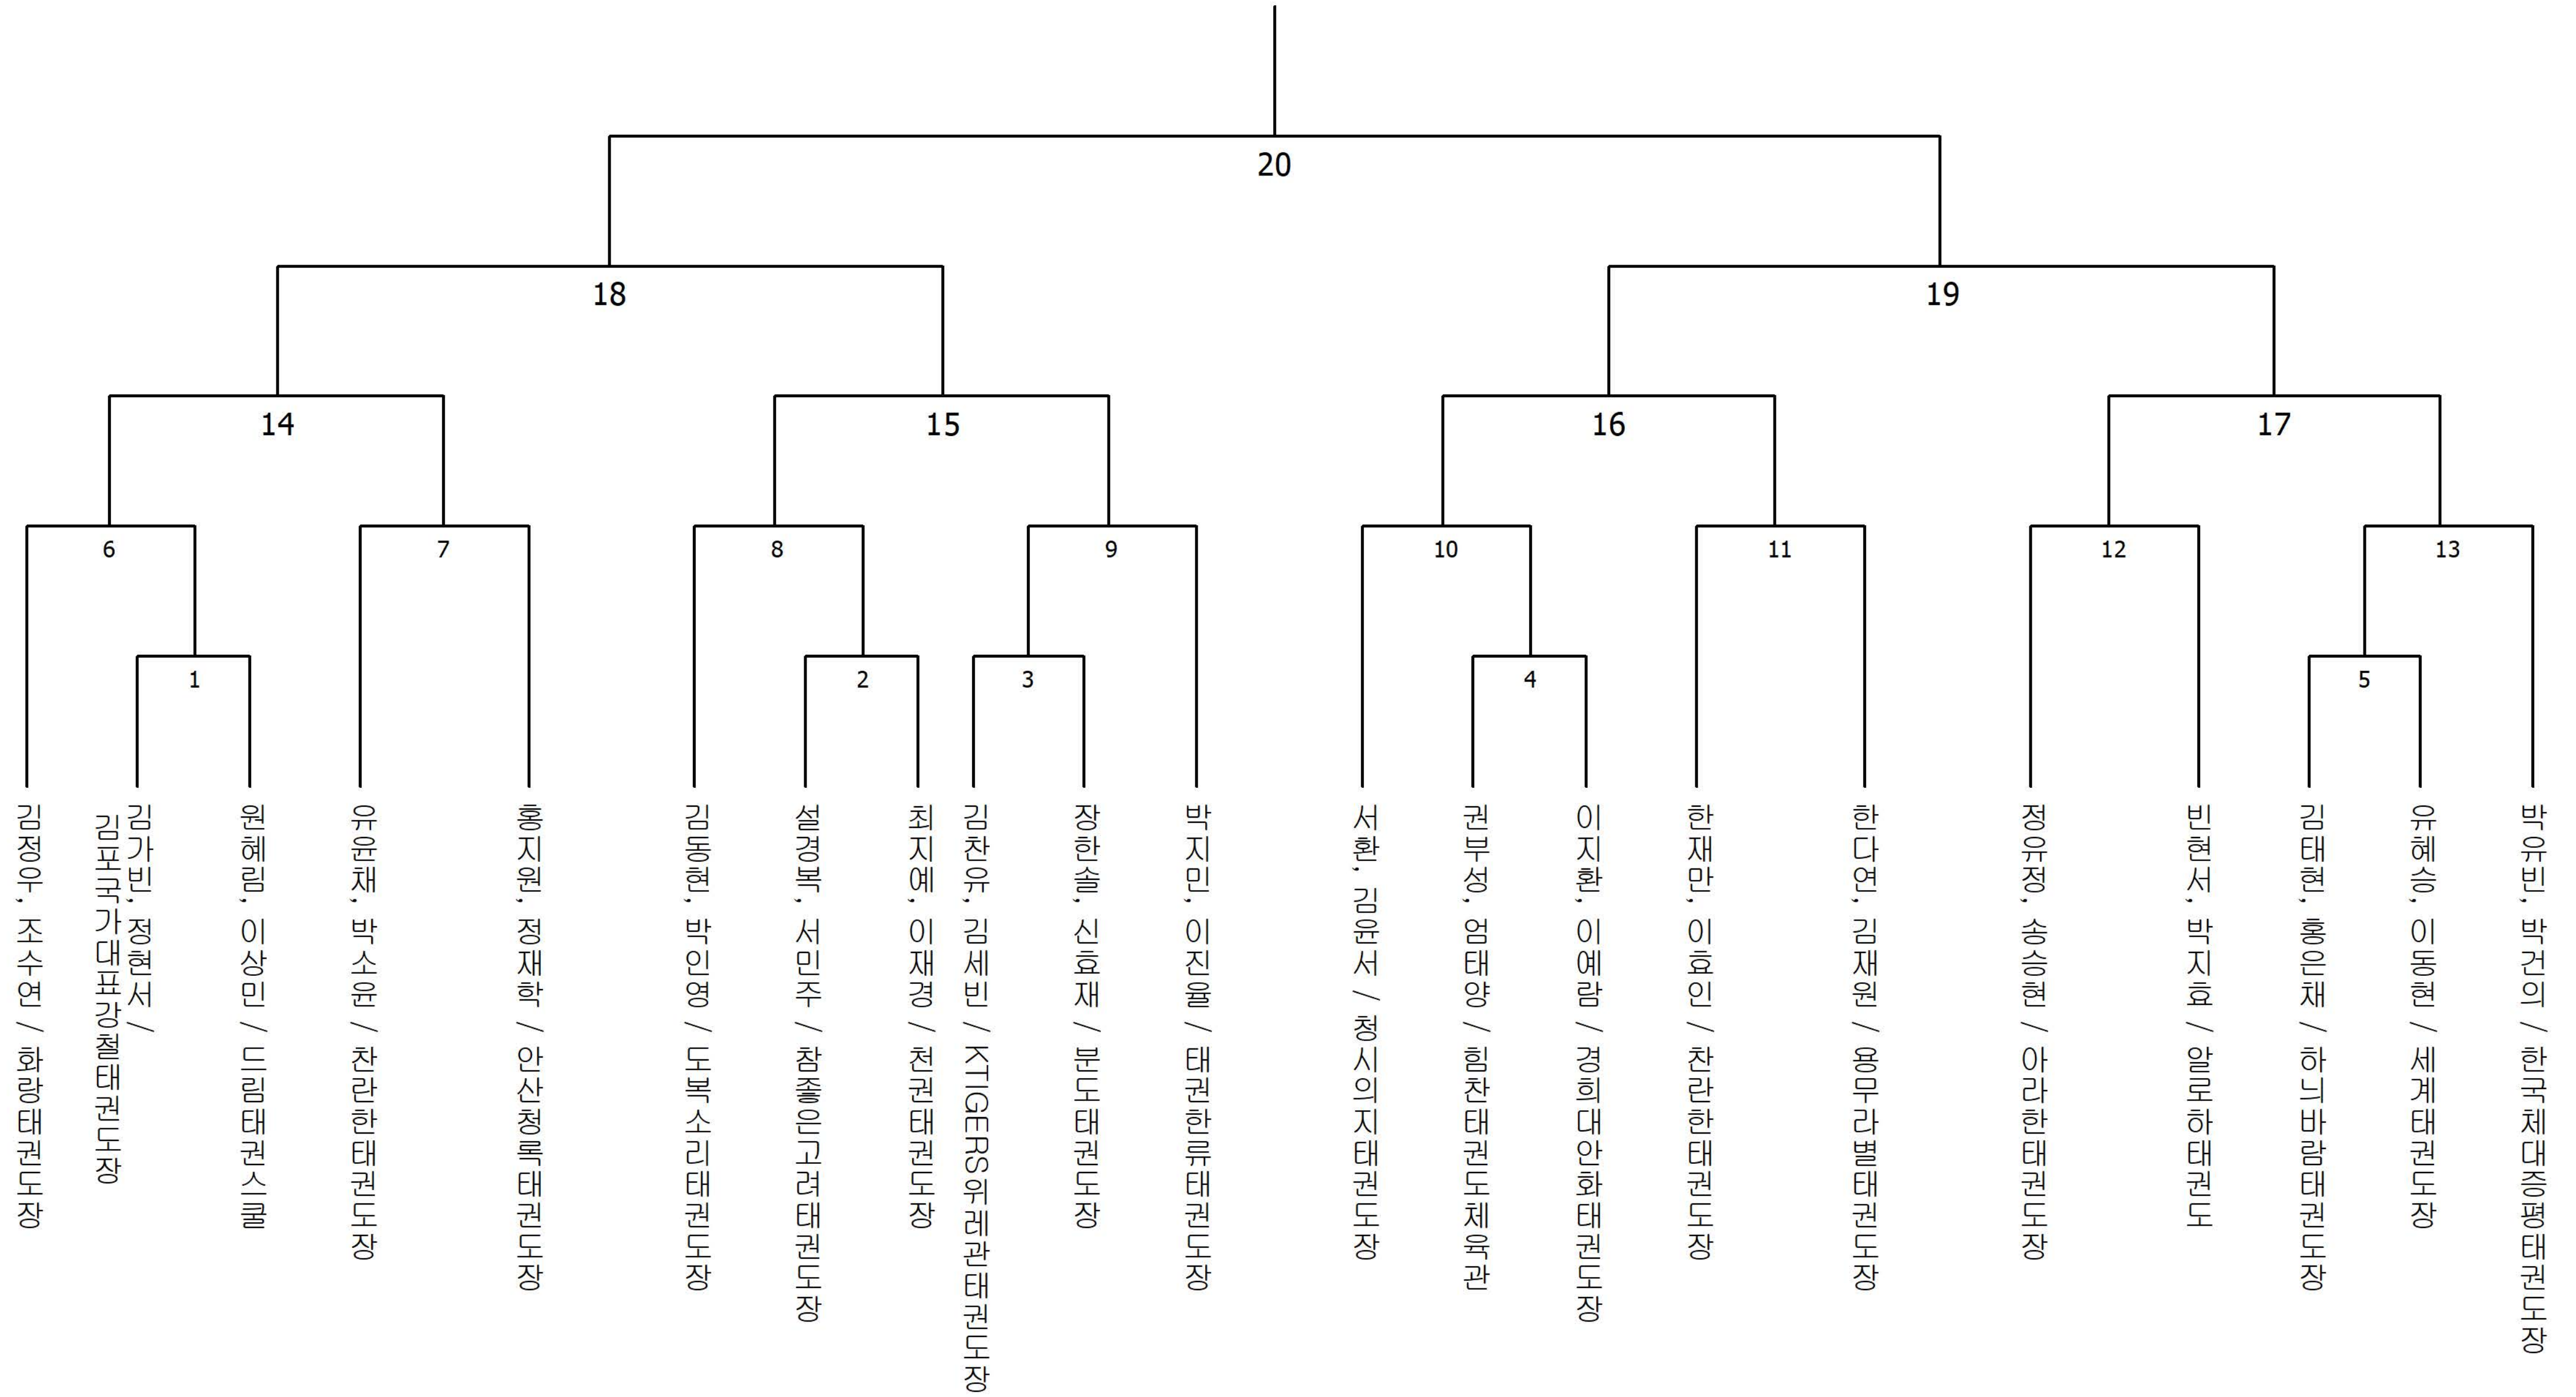 20
18
19
14
15
16
17
6
7
8
9
10
11
12
13
1
2
3
4
5
김정우, 조수연 / 화랑태권도장
김가빈, 정현서 /
김포국가대표강철태권도장
원혜림, 이상민 / 드림태권스쿨
유윤채, 박소윤 / 찬란한태권도장
홍지원, 정재학 / 안산청록태권도장
김동현, 박인영 / 도복소리태권도장
설경복, 서민주 / 참좋은고려태권도장
최지예, 이재경 / 천권태권도장
김찬유, 김세빈 / KTIGERS위레관태권도장
장한솔, 신효재 / 분도태권도장
박지민, 이진율 / 태권한류태권도장
서환, 김윤서 / 청시의지태권도장
권부성, 엄태양 / 힘찬태권도체육관
이지환, 이예람 / 경희대안화태권도장
한재만, 이효인 / 찬란한태권도장
한다연, 김재원 / 용무라별태권도장
정유정, 송승현 / 아라한태권도장
빈현서, 박지효 / 알로하태권도
김태현, 홍은채 / 하늬바람태권도장
유혜승, 이동현 / 세계태권도장
박유빈, 박건의 / 한국체대증평태권도장